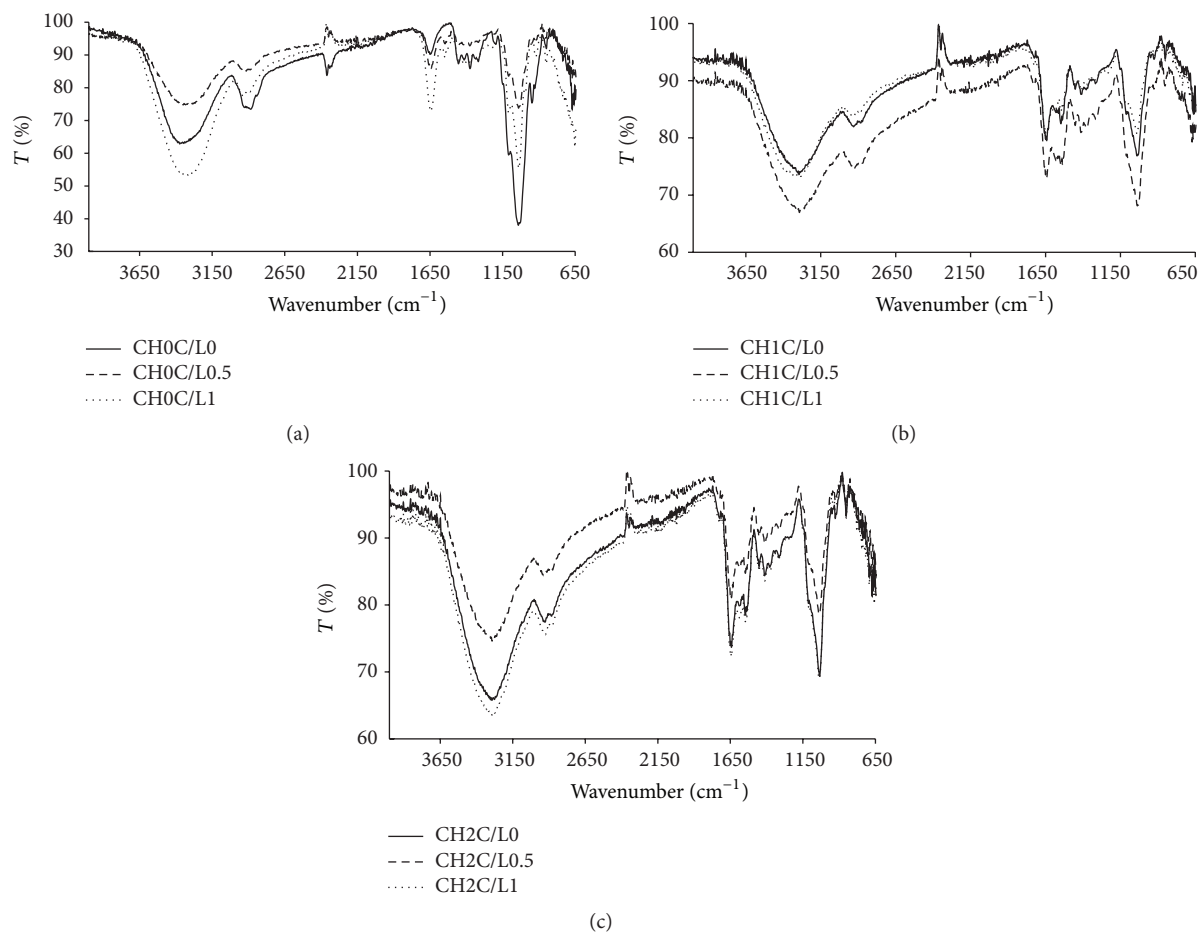 100
90
80
70
60
50
40
30
T (%)
3650 3150 2650 2150 1650 1150 650
Wavenumber (cm−1)
CH0C/L0
CH0C/L0.5
CH0C/L1
(a)
100
90
80
70
60
T (%)
3650 3150 2650 2150 1650 1150 650
Wavenumber (cm−1)
CH1C/L0
CH1C/L0.5
CH1C/L1
(b)
100
90
80
70
60
T (%)
3650 3150 2650 2150 1650 1150 650
Wavenumber (cm−1)
CH2C/L0
CH2C/L0.5
CH2C/L1
(c)